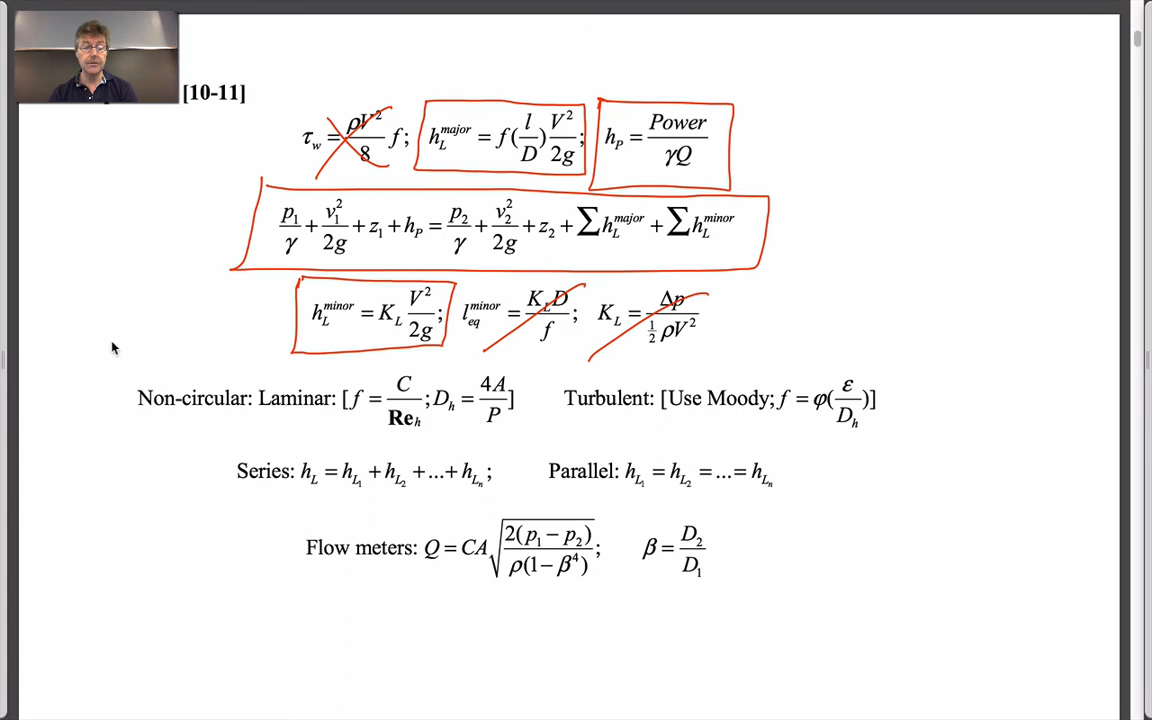 [10-11]
τ_w = ρV²/8 f; h_L^major = f(l/D) V²/2g; h_P = Power/γQ
p₁/γ + v₁²/2g + z₁ + h_P = p₂/γ + v₂²/2g + z₂ + ∑h_L^major + ∑h_L^minor
h_L^minor = K_L V²/2g; l_eq^minor = K_L D/f; K_L = Δp/½ρV²
Non-circular: Laminar: [f = C/Re_h; D_h = 4A/P] Turbulent: [Use Moody; f = φ(ε/D_h)]
Series: h_L = h_L₁ + h_L₂ + ...+ h_Lₙ; Parallel: h_L₁ = h_L₂ = ...= h_Lₙ
Flow meters: Q = CA√(2(p₁ − p₂)/ρ(1− β⁴)); β = D₂/D₁